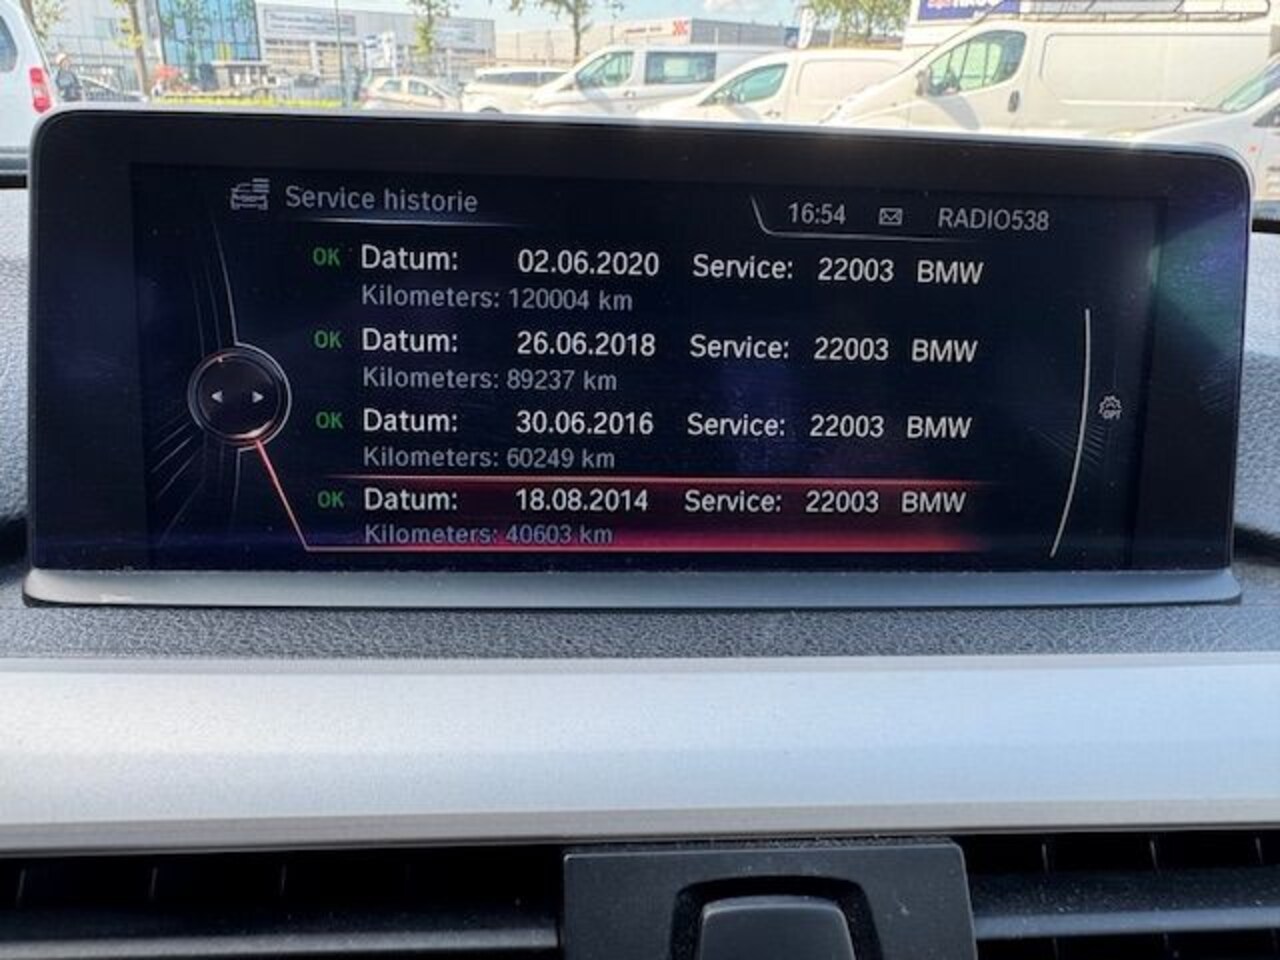 Service historie
16:54 RADIO538
OK Datum: 02.06.2020 Service: 22003 BMW
Kilometers: 120004 km
OK Datum: 26.06.2018 Service: 22003 BMW
Kilometers: 89237 km
OK Datum: 30.06.2016 Service: 22003 BMW
Kilometers: 60249 km
OK Datum: 18.08.2014 Service: 22003 BMW
Kilometers: 40603 km
OPT